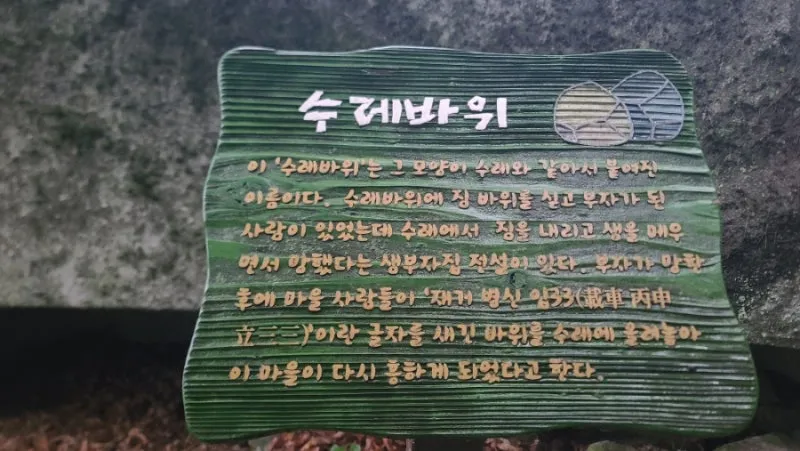 수레바위
이 '수래바위'는 그 모양이 수레와 같아서 붙여진
이름이다. 수래바위에 짐 바위를 싣고 부자가 된
사람이 있었는데 수레에서 짐을 내리고 샘을 메우
면서 망했다는 생부자집 전설이 있다. 부자가 망한
후에 마을 사람들이 '재거 병신 입33(載車 丙申
立三三)'이란 글자를 새긴 바위를 수레에 올려놓아
이 마을이 다시 흥하게 되었다고 한다.